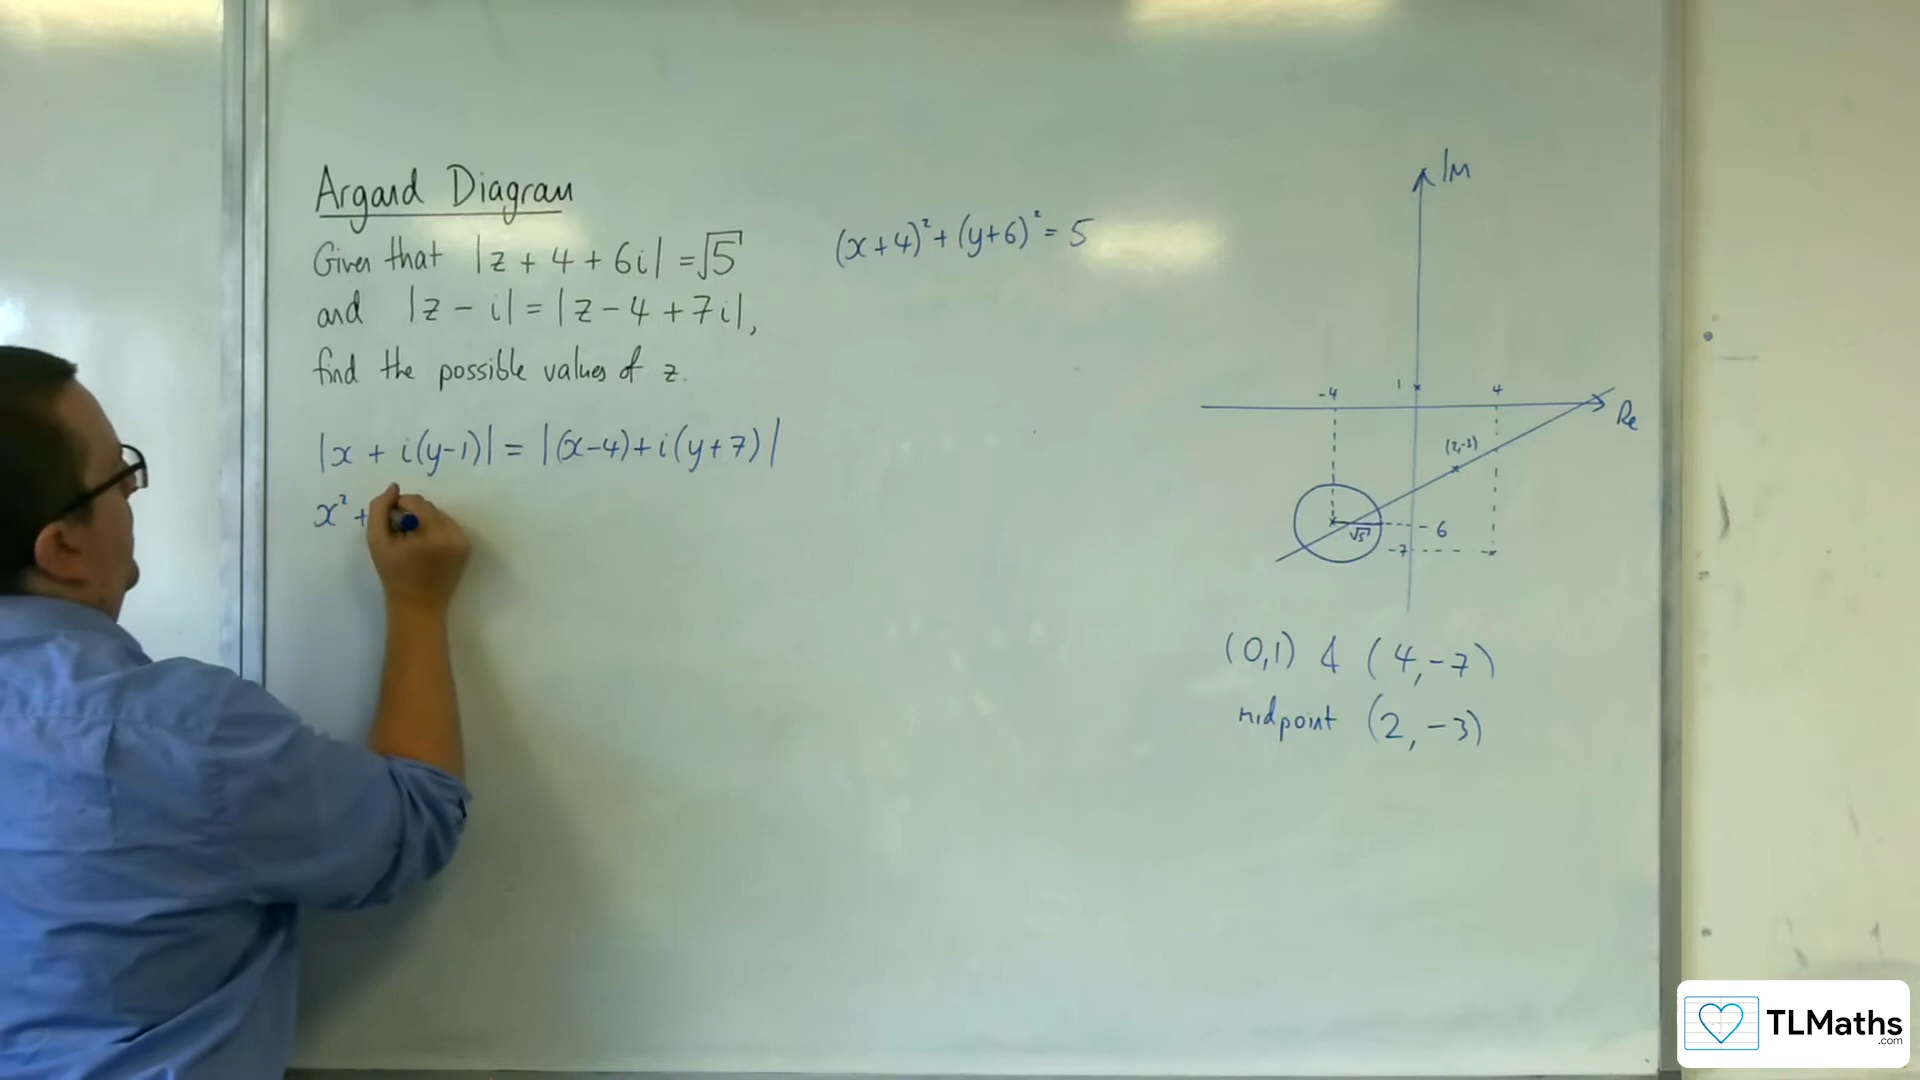 Argand Diagram
Given that |z + 4 + 6i| = √5
and |z - i| = |z - 4 + 7i|,
find the possible values of z.
|x + i(y-1)| = |(x-4)+i(y+7)|
x² +
(x+4)² + (y+6)² = 5
Im
-4 1 4
Re
(2,-3)
√5 -6
-7
(0,1) & (4,-7)
midpoint (2,-3)
TLMaths
.com